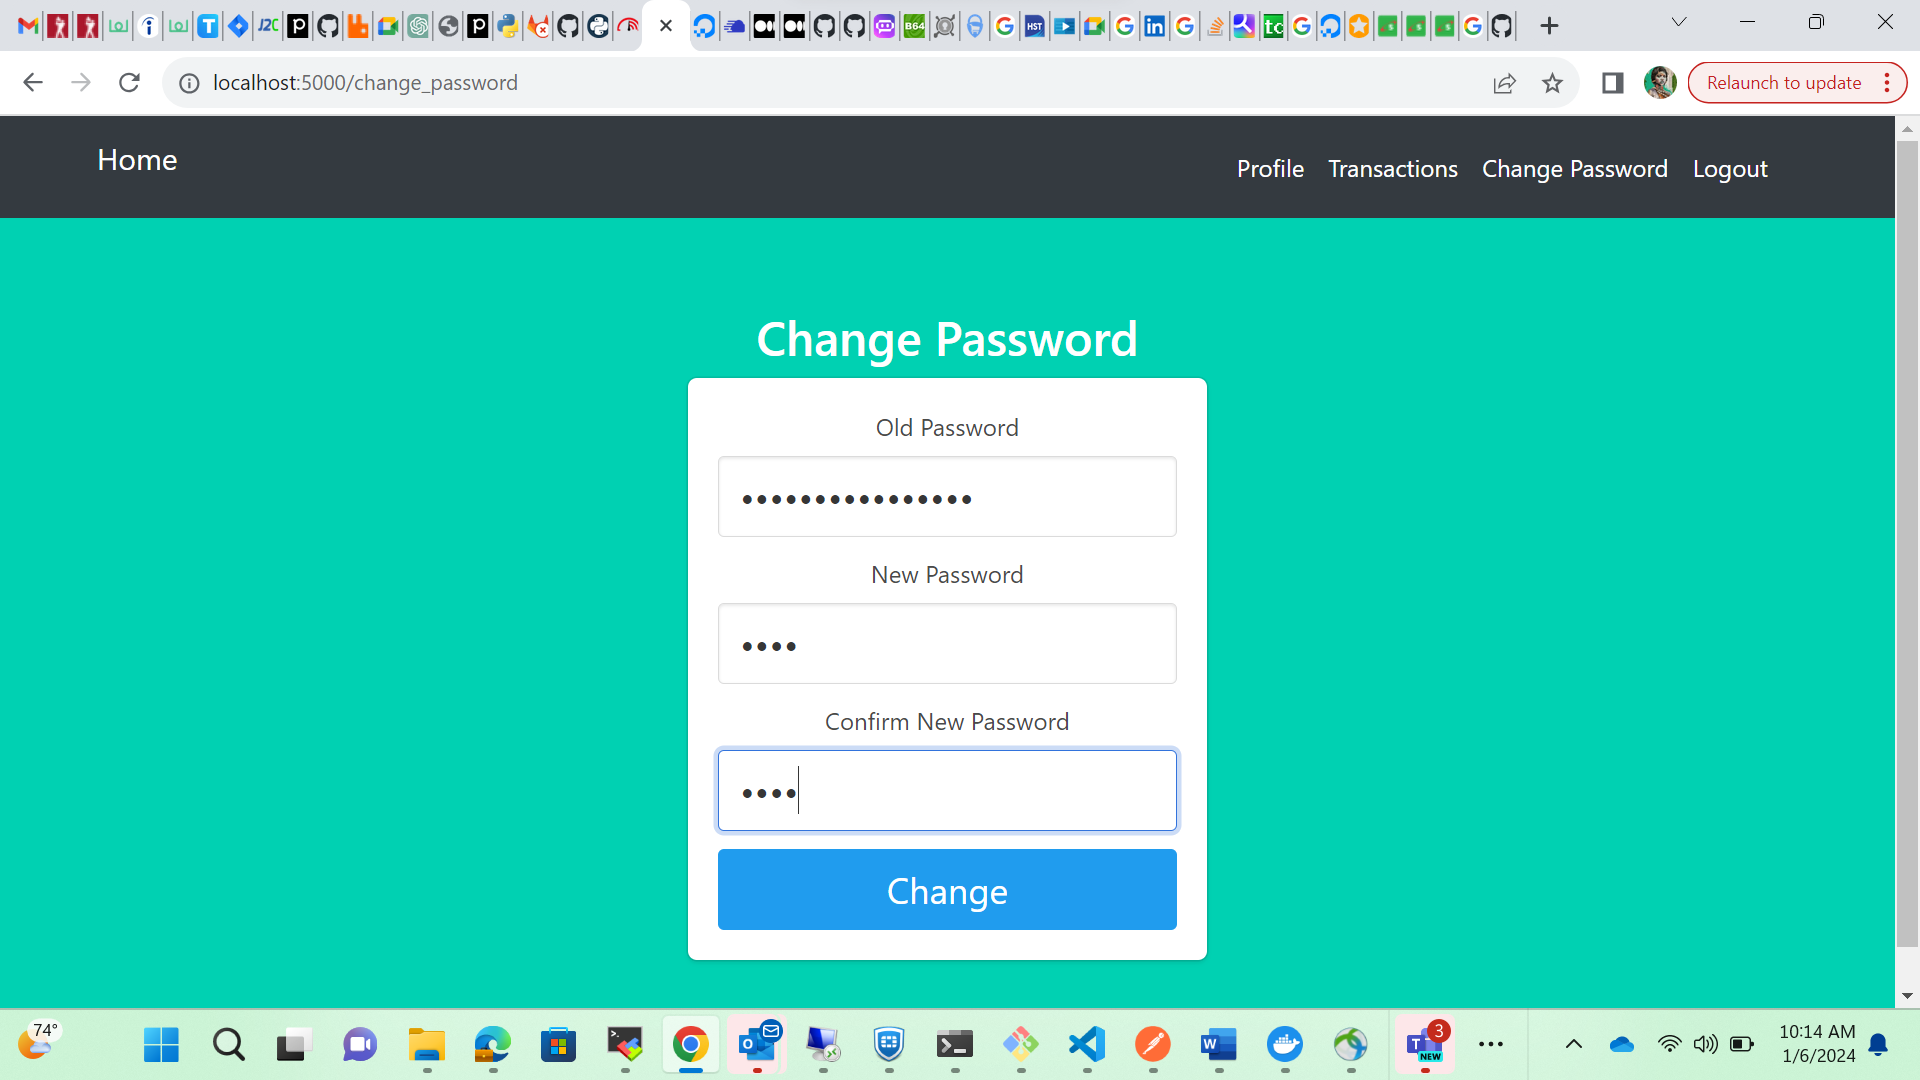 localhost:5000/change_password
Relaunch to update
Home
Profile
Transactions
Change Password
Logout
Change Password
Old Password
••••••••••••••••
New Password
••••
Confirm New Password
••••
Change
74°
3
NEW
10:14 AM
1/6/2024